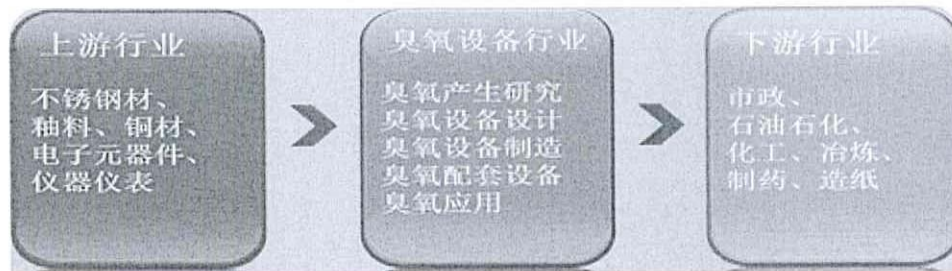 上游行业
不锈钢材、
釉料、铜材、
电子元器件、
仪器仪表
臭氧设备行业
臭氧产生研究
臭氧设备设计
臭氧设备制造
臭氧配套设备
臭氧应用
下游行业
市政、
石油石化、
化工、冶炼、
制药、造纸